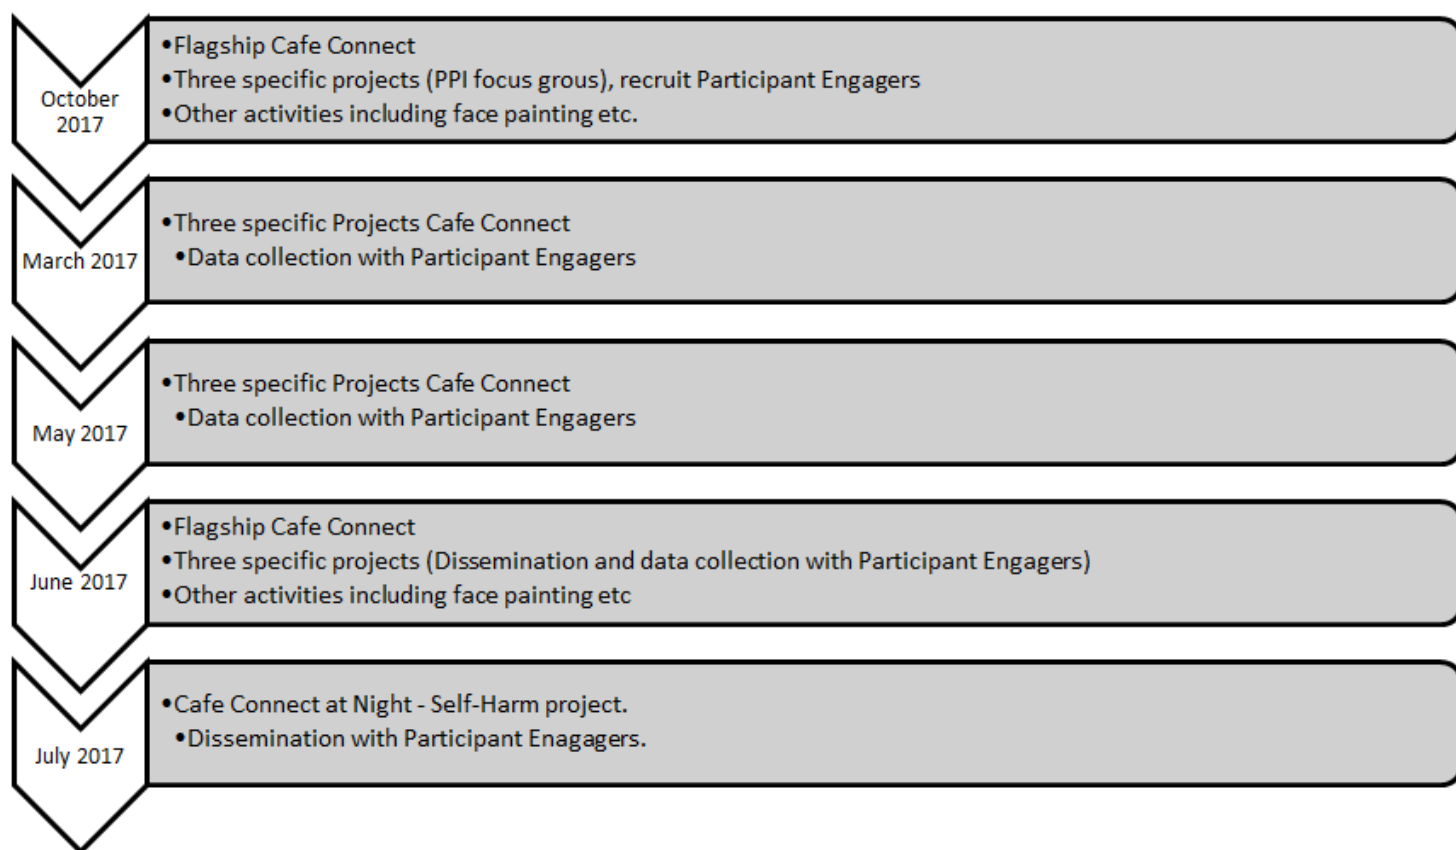 October
2017
•Flagship Cafe Connect
•Three specific projects (PPI focus grous), recruit Participant Engagers
•Other activities including face painting etc.
March 2017
•Three specific Projects Cafe Connect
•Data collection with Participant Engagers
May 2017
•Three specific Projects Cafe Connect
•Data collection with Participant Engagers
June 2017
•Flagship Cafe Connect
•Three specific projects (Dissemination and data collection with Participant Engagers)
•Other activities including face painting etc
July 2017
•Cafe Connect at Night - Self-Harm project.
•Dissemination with Participant Enagagers.